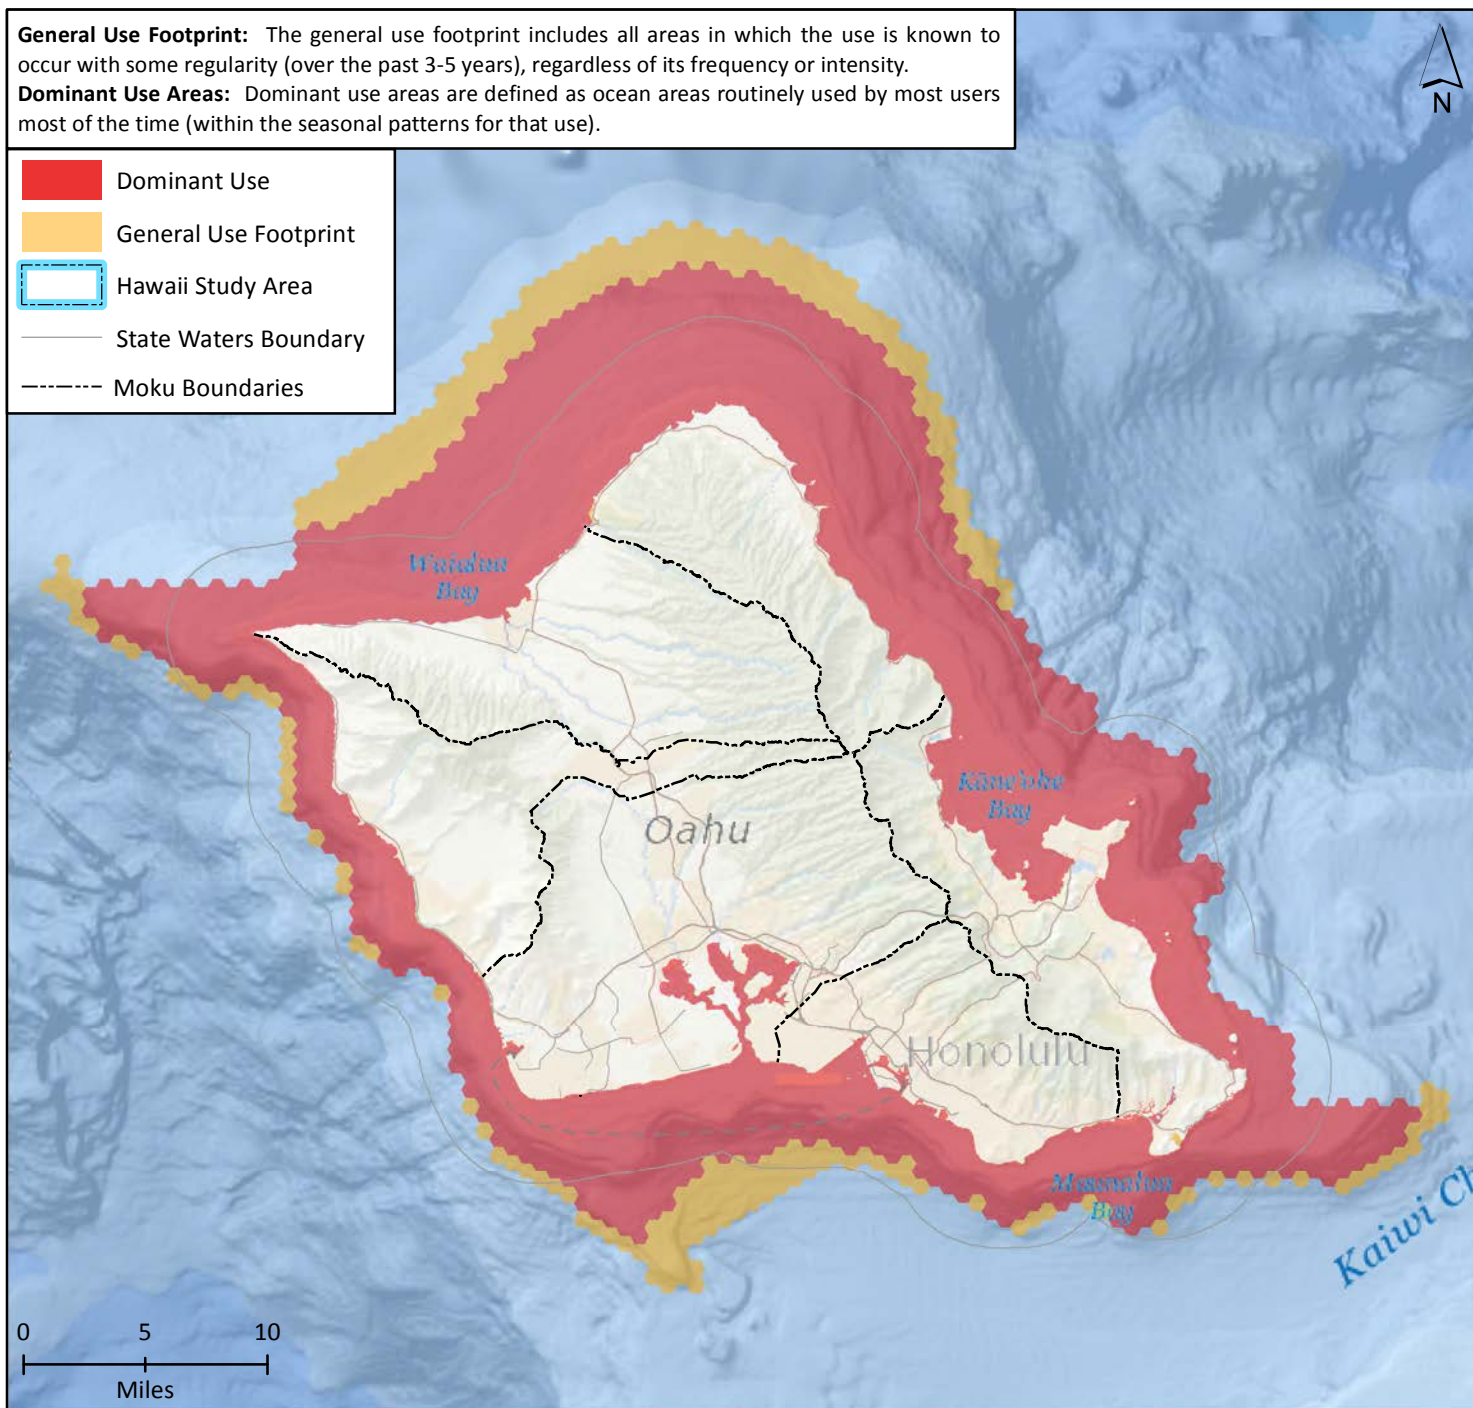 General Use Footprint: The general use footprint includes all areas in which the use is known to
occur with some regularity (over the past 3-5 years), regardless of its frequency or intensity.
Dominant Use Areas: Dominant use areas are defined as ocean areas routinely used by most users
most of the time (within the seasonal patterns for that use).
N
Dominant Use
General Use Footprint
Hawaii Study Area
State Waters Boundary
Moku Boundaries
Waialua
Bay
Kāne'ohe
Bay
Oahu
Honolulu
Maunalua
Bay
Kaiwi Ch
0 5 10
Miles